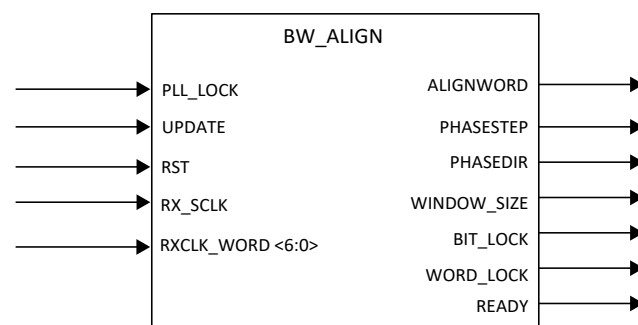 BW_ALIGN
PLL_LOCK
UPDATE
RST
RX_SCLK
RXCLK_WORD <6:0>
ALIGNWORD
PHASESTEP
PHASEDIR
WINDOW_SIZE
BIT_LOCK
WORD_LOCK
READY